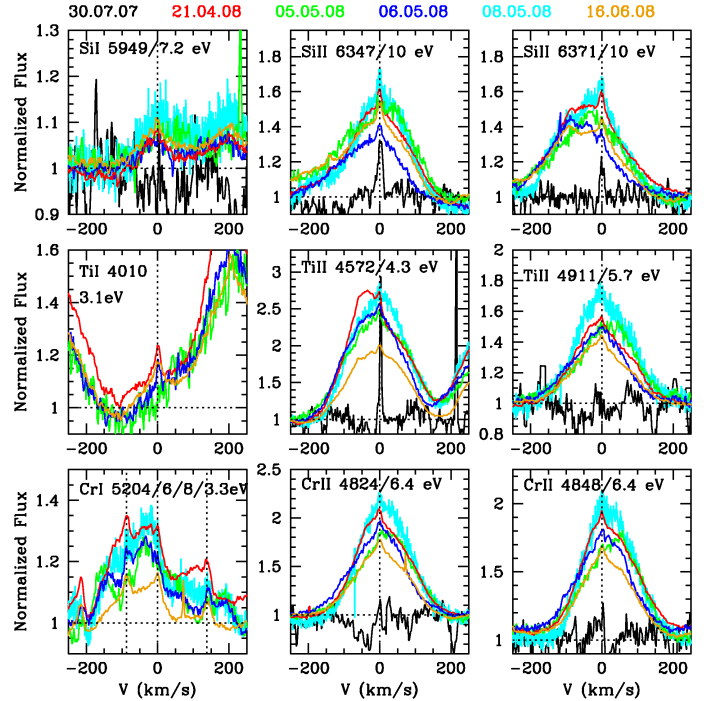 30.07.07 21.04.08 05.05.08 06.05.08 08.05.08 16.06.08
SiI 5949/7.2 eV
SiII 6347/10 eV
SiII 6371/10 eV
Normalized Flux
1.3
1.2
1.1
1
0.9
1.8
1.6
1.4
1.2
1
1.8
1.6
1.4
1.2
1
TiI 4010
3.1eV
TiII 4572/4.3 eV
TiII 4911/5.7 eV
Normalized Flux
1.6
1.4
1.2
1
3
2.5
2
1.5
1
2
1.8
1.6
1.4
1.2
1
0.8
CrI 5204/6/8/3.3eV
CrII 4824/6.4 eV
CrII 4848/6.4 eV
Normalized Flux
1.6
1.4
1.2
1
2.5
2
1.5
1
2
1.5
1
-200 0 200
-200 0 200
-200 0 200
V (km/s)
V (km/s)
V (km/s)